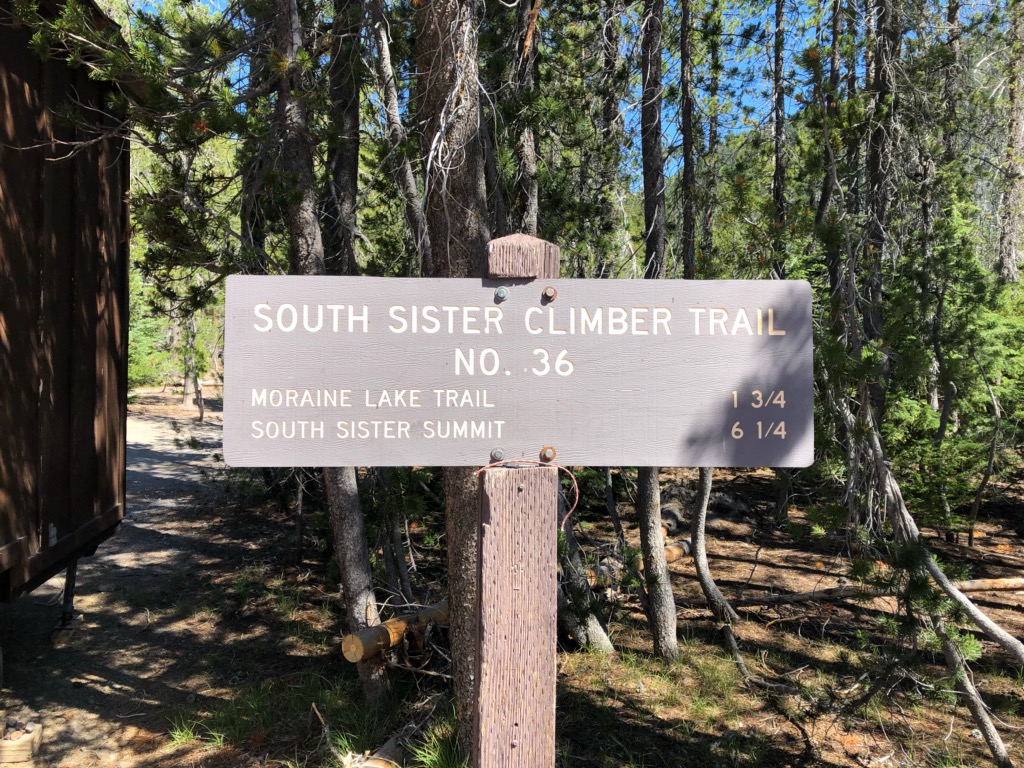 SOUTH SISTER CLIMBER TRAIL
NO. 36
MORAINE LAKE TRAIL 1 3/4
SOUTH SISTER SUMMIT 6 1/4